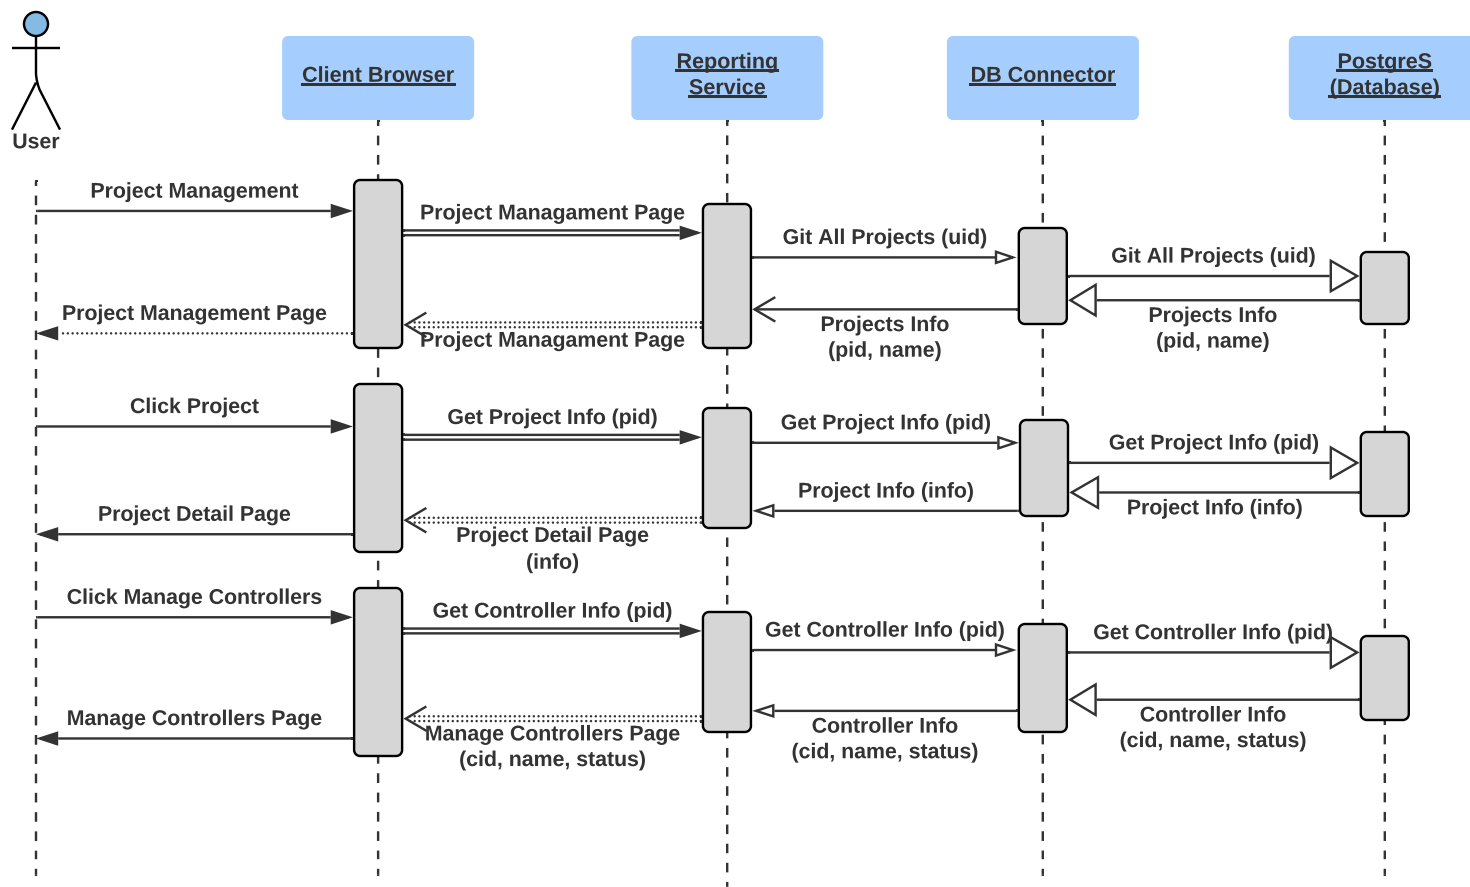 User
Client Browser
Reporting
Service
DB Connector
PostgreS
(Database)
Project Management
Project Managament Page
Git All Projects (uid)
Git All Projects (uid)
Projects Info
(pid, name)
Projects Info
(pid, name)
Project Managament Page
Project Management Page
Click Project
Get Project Info (pid)
Get Project Info (pid)
Get Project Info (pid)
Project Info (info)
Project Info (info)
Project Detail Page
(info)
Project Detail Page
Click Manage Controllers
Get Controller Info (pid)
Get Controller Info (pid)
Get Controller Info (pid)
Controller Info
(cid, name, status)
Controller Info
(cid, name, status)
Manage Controllers Page
(cid, name, status)
Manage Controllers Page